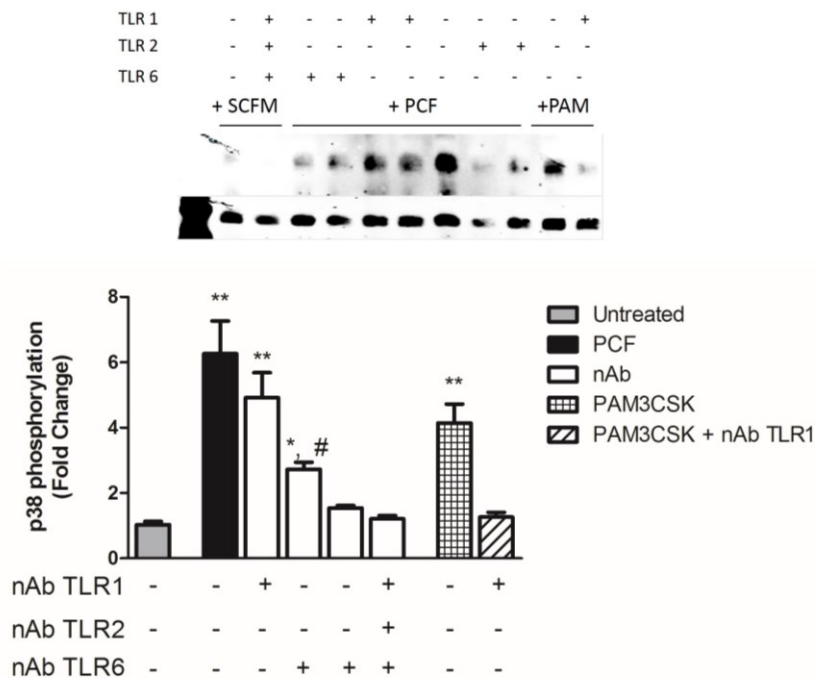 TLR 1 - + - - + + - - - - +
TLR 2 - + - - - - - + + - -
TLR 6 - + + + - - - - - - -
+ SCFM + PCF +PAM
p38 phosphorylation
(Fold Change)
8
6
4
2
0
**
**
*, #
**
Untreated
PCF
nAb
PAM3CSK
PAM3CSK + nAb TLR1
nAb TLR1 - - + - - + - +
nAb TLR2 - - - - - + - -
nAb TLR6 - - - + + + - -